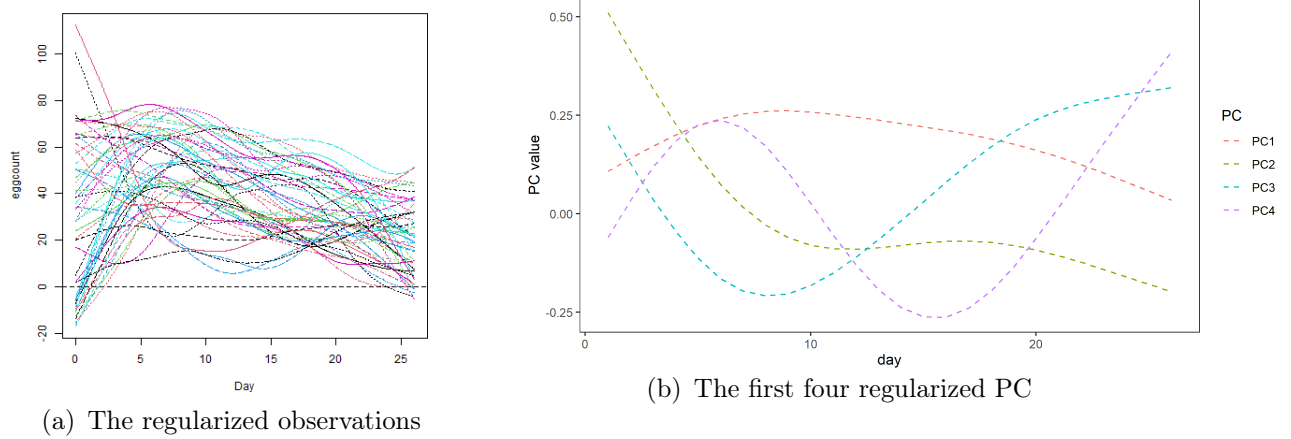 eggcount
100
80
60
40
20
0
-20
0 5 10 15 20 25
Day
(a) The regularized observations
PC value
0.50
0.25
0.00
-0.25
0 10 20
day
PC
PC1
PC2
PC3
PC4
(b) The first four regularized PC